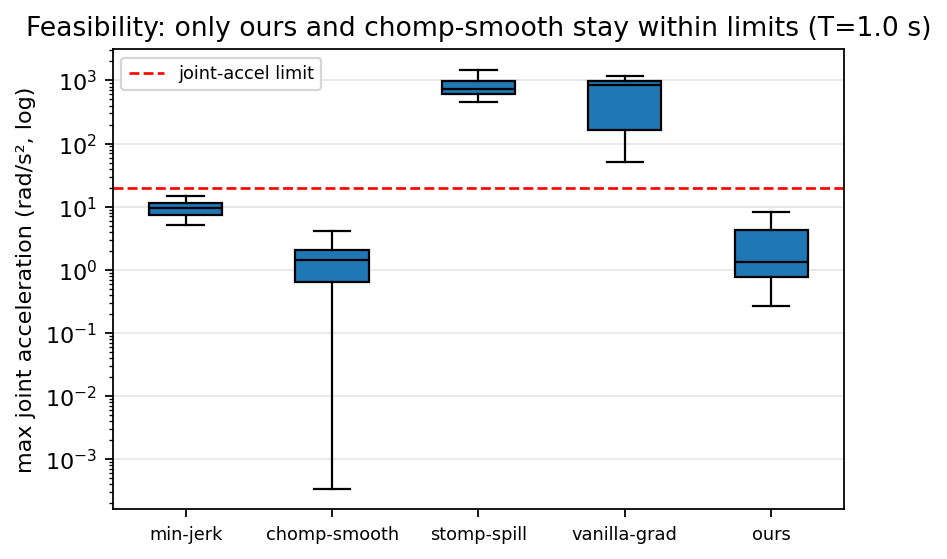 Feasibility: only ours and chomp-smooth stay within limits (T=1.0 s)
joint-accel limit
max joint acceleration (rad/s², log)
10³
10²
10¹
10⁰
10⁻¹
10⁻²
10⁻³
min-jerk chomp-smooth stomp-spill vanilla-grad ours